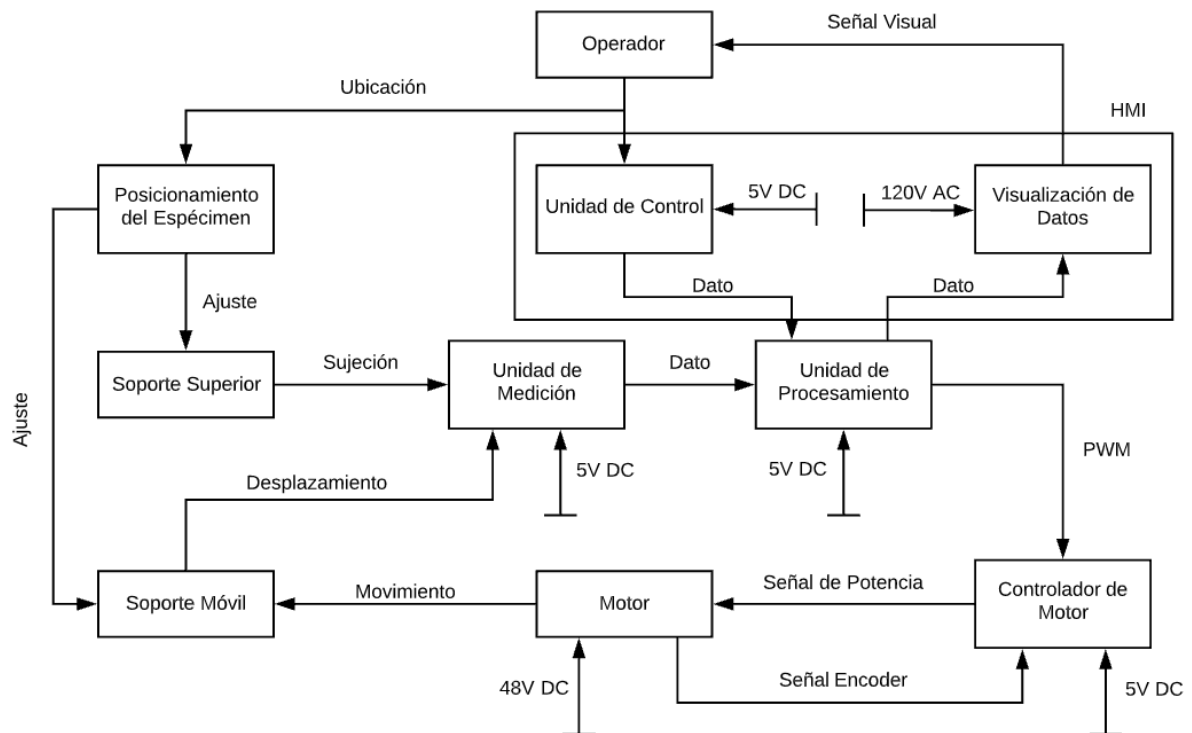 Señal Visual
Operador
Ubicación
HMI
Posicionamiento
del Espécimen
Unidad de Control
5V DC
120V AC
Visualización de
Datos
Ajuste
Dato
Dato
Soporte Superior
Sujeción
Unidad de
Medición
Dato
Unidad de
Procesamiento
Ajuste
PWM
Desplazamiento
5V DC
5V DC
Soporte Móvil
Movimiento
Motor
Señal de Potencia
Controlador de
Motor
48V DC
Señal Encoder
5V DC